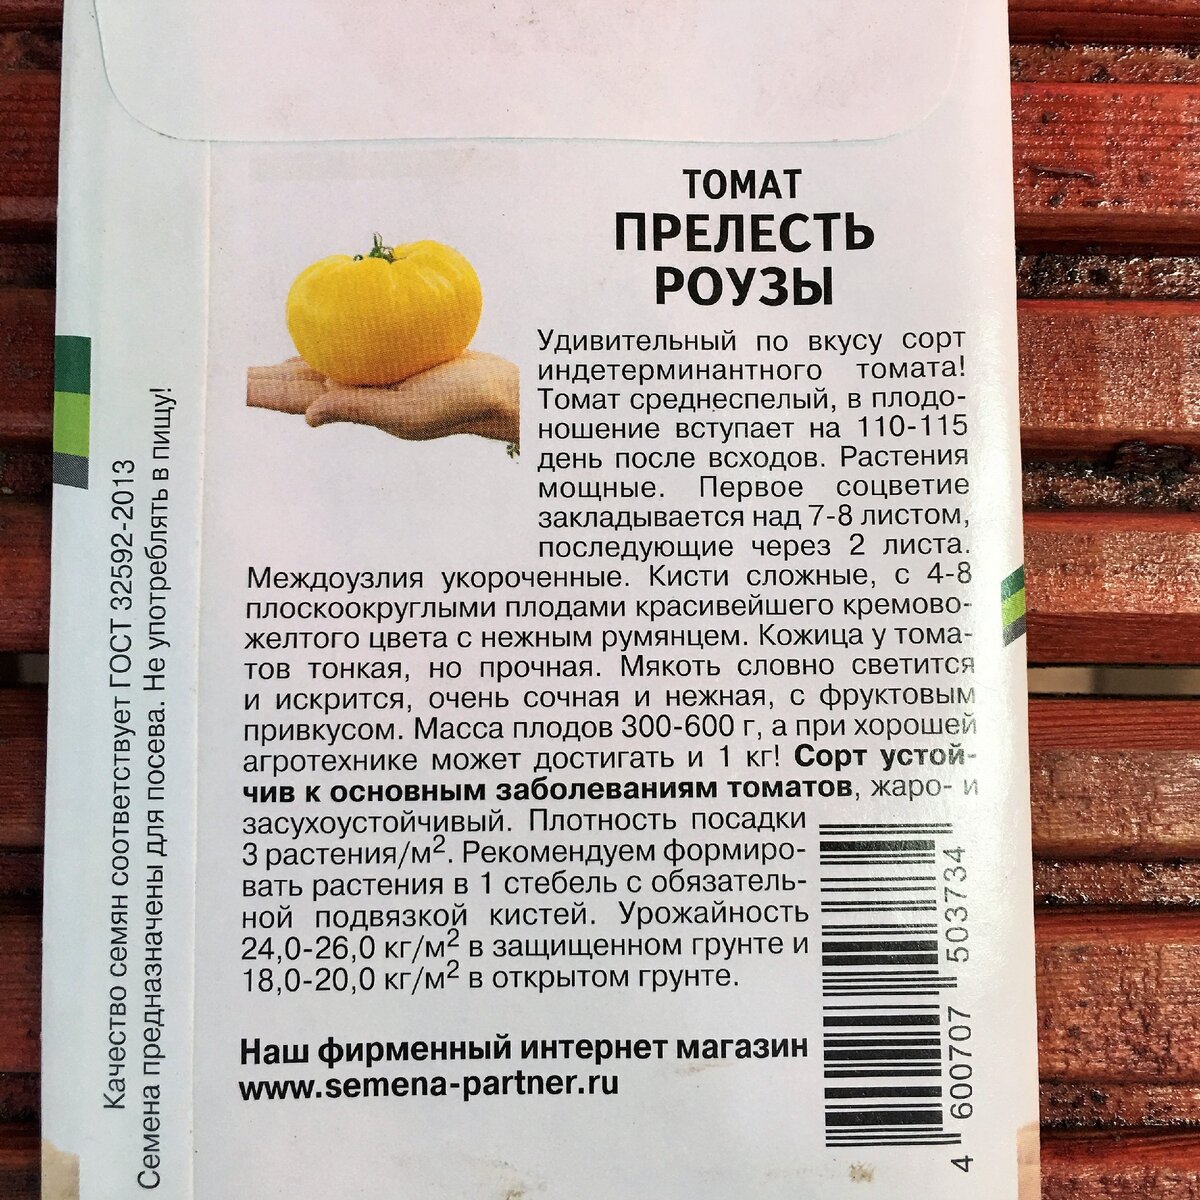 ТОМАТ
ПРЕЛЕСТЬ
РОУЗЫ
Удивительный по вкусу сорт
индетерминантного томата!
Томат среднеспелый, в плодо-
ношение вступает на 110-115
день после всходов. Растения
мощные. Первое соцветие
закладывается над 7-8 листом,
последующие через 2 листа.
Междоузлия укороченные. Кисти сложные, с 4-8
плоскоокруглыми плодами красивейшего кремово-
желтого цвета с нежным румянцем. Кожица у тома-
тов тонкая, но прочная. Мякоть словно светится
и искрится, очень сочная и нежная, с фруктовым
привкусом. Масса плодов 300-600 г, а при хорошей
агротехнике может достигать и 1 кг! Сорт устой-
чив к основным заболеваниям томатов, жаро- и
засухоустойчивый. Плотность посадки
3 растения/м². Рекомендуем формиро-
вать растения в 1 стебель с обязатель-
ной подвязкой кистей. Урожайность
24,0-26,0 кг/м² в защищенном грунте и
18,0-20,0 кг/м² в открытом грунте.
Наш фирменный интернет магазин
www.semena-partner.ru
4 600707 503734
Качество семян соответствует ГОСТ 32592-2013
Семена предназначены для посева. Не употреблять в пищу!